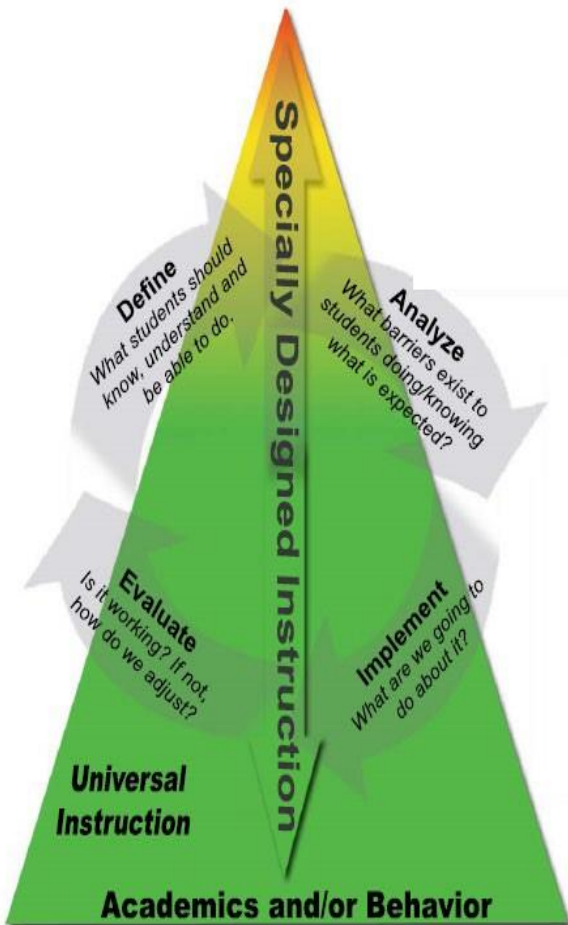 Specially Designed Instruction
Define
What students should
know, understand and
be able to do.
Analyze
What barriers exist to
students doing/knowing
what is expected?
Implement
What are we going to
do about it?
Evaluate
Is it working? If not,
how do we adjust?
Universal
Instruction
Academics and/or Behavior